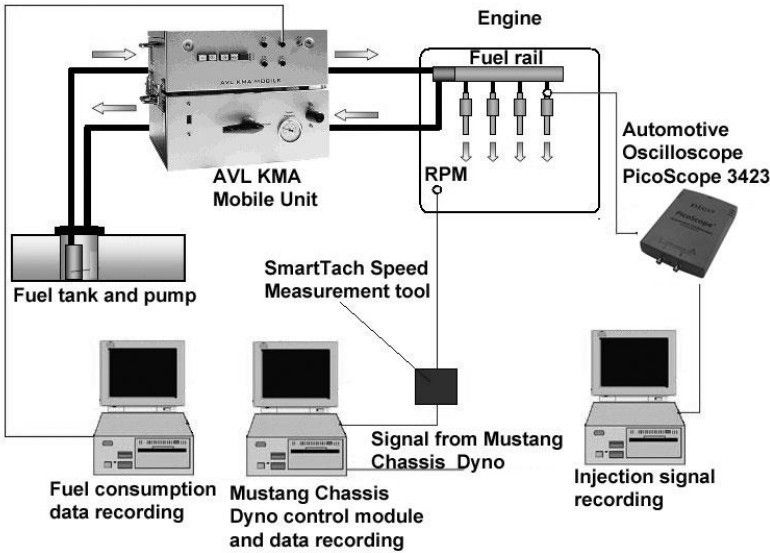 Engine
Fuel rail
AVL KMA MOBILE
AVL KMA
Mobile Unit
RPM
Automotive
Oscilloscope
PicoScope 3423
pico
PicoScope
Fuel tank and pump
SmartTach Speed
Measurement tool
Signal from Mustang
Chassis Dyno
Fuel consumption
data recording
Mustang Chassis
Dyno control module
and data recording
Injection signal
recording